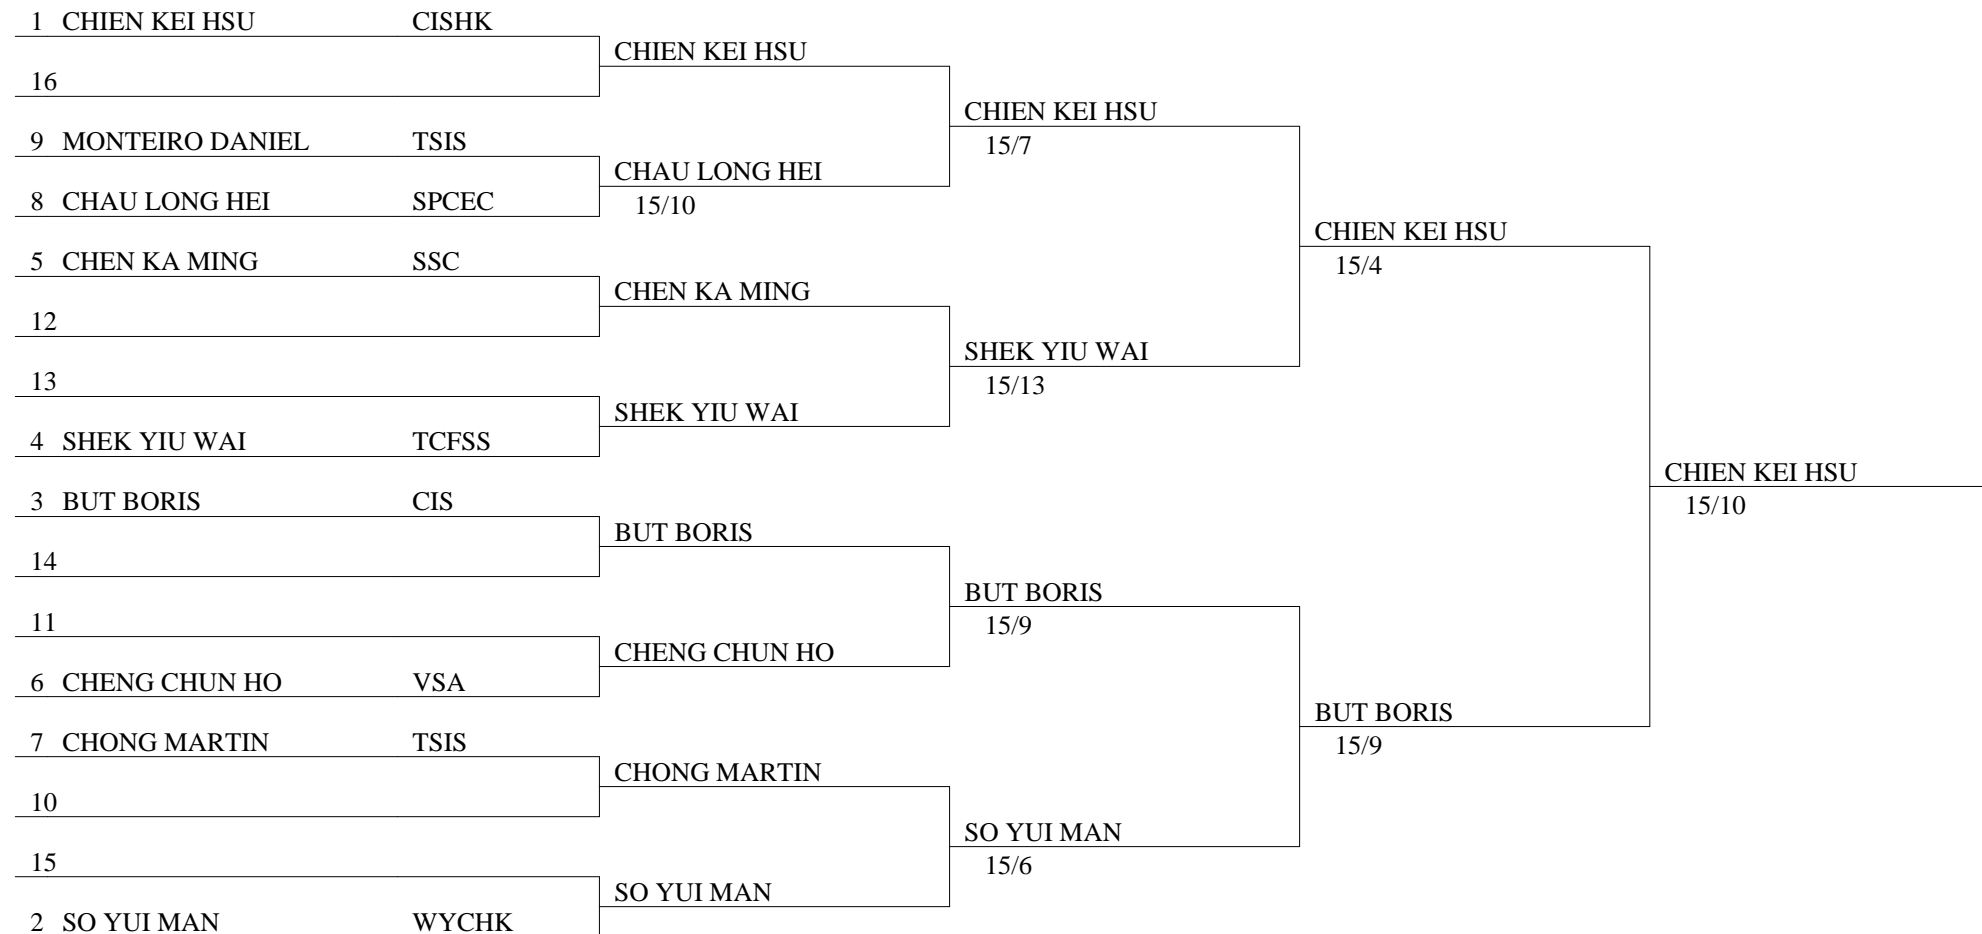 1 CHIEN KEI HSU CISHK
CHIEN KEI HSU
16
CHIEN KEI HSU
9 MONTEIRO DANIEL TSIS
15/7
CHAU LONG HEI
8 CHAU LONG HEI SPCEC
15/10
CHIEN KEI HSU
5 CHEN KA MING SSC
15/4
CHEN KA MING
12
SHEK YIU WAI
13
15/13
SHEK YIU WAI
4 SHEK YIU WAI TCFSS
CHIEN KEI HSU
3 BUT BORIS CIS
15/10
BUT BORIS
14
BUT BORIS
11
15/9
CHENG CHUN HO
6 CHENG CHUN HO VSA
BUT BORIS
7 CHONG MARTIN TSIS
15/9
CHONG MARTIN
10
SO YUI MAN
15
15/6
SO YUI MAN
2 SO YUI MAN WYCHK